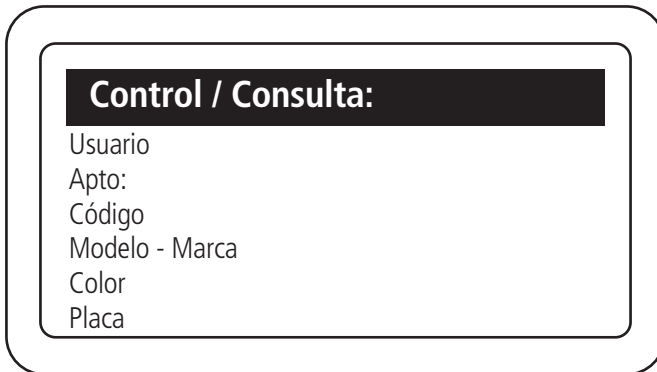 Control / Consulta:
Usuario
Apto:
Código
Modelo - Marca
Color
Placa